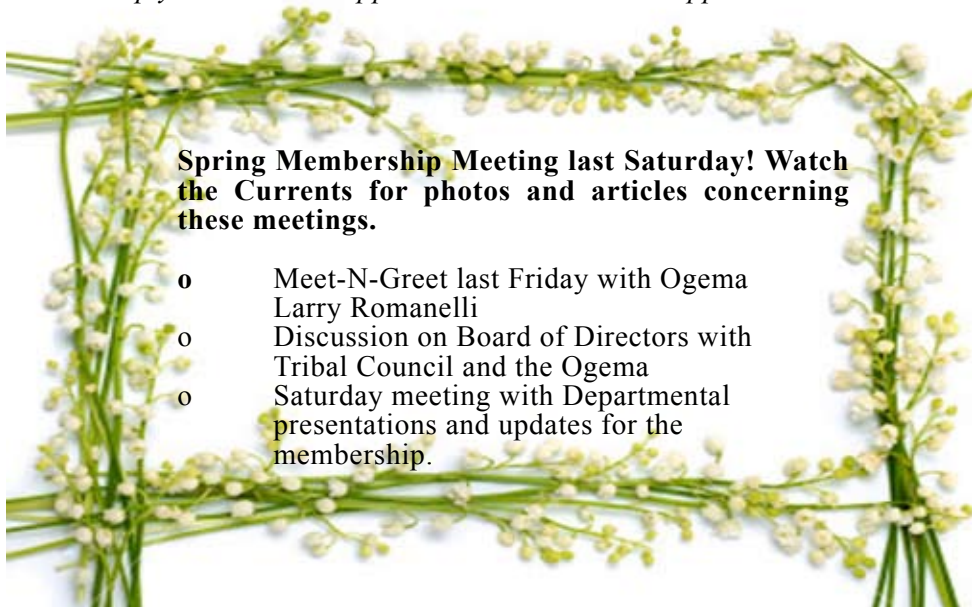 Spring Membership Meeting last Saturday! Watch
the Currents for photos and articles concerning
these meetings.
o Meet-N-Greet last Friday with Ogema
Larry Romanelli
o Discussion on Board of Directors with
Tribal Council and the Ogema
o Saturday meeting with Departmental
presentations and updates for the
membership.